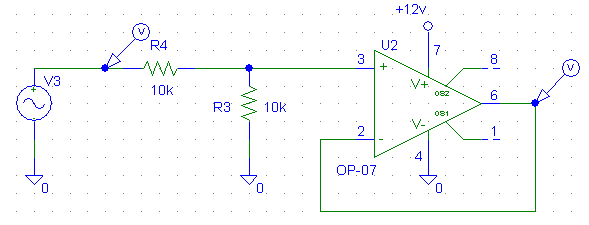 +12v
V
V
R4
U2
8
7
V3
3
+
+
10k
V+
OS2
6
R3
10k
OS1
V-
2
-
1
4
OP-07
0
0
0